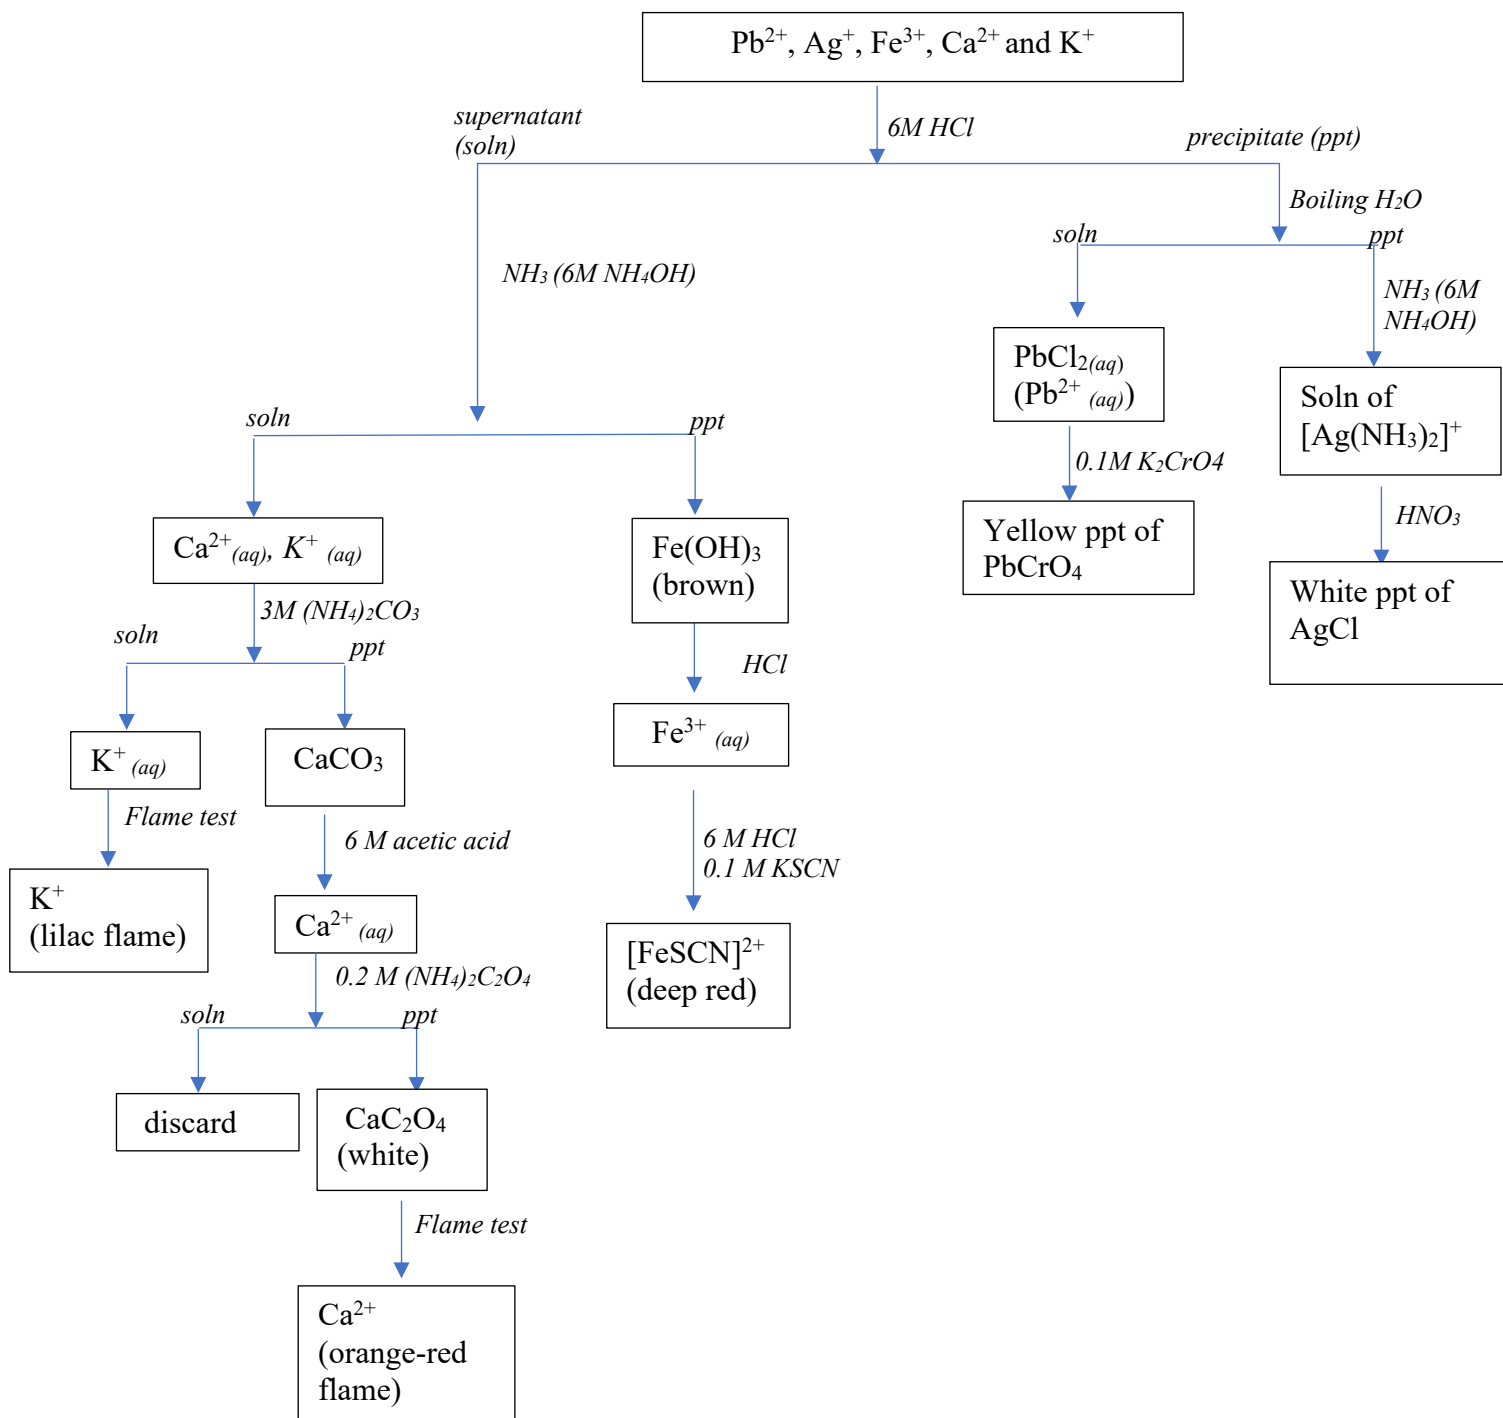 Pb²⁺, Ag⁺, Fe³⁺, Ca²⁺ and K⁺
supernatant
(soln)
6M HCl
precipitate (ppt)
Boiling H₂O
soln
ppt
NH₃ (6M NH₄OH)
NH₃ (6M
NH₄OH)
PbCl₂(aq)
(Pb²⁺ (aq))
Soln of
[Ag(NH₃)₂]⁺
soln
ppt
0.1M K₂CrO4
HNO₃
Ca²⁺(aq), K⁺ (aq)
Fe(OH)₃
(brown)
Yellow ppt of
PbCrO₄
White ppt of
AgCl
3M (NH₄)₂CO₃
soln
ppt
HCl
K⁺ (aq)
CaCO₃
Fe³⁺ (aq)
Flame test
6 M acetic acid
6 M HCl
0.1 M KSCN
K⁺
(lilac flame)
Ca²⁺ (aq)
[FeSCN]²⁺
(deep red)
0.2 M (NH₄)₂C₂O₄
soln
ppt
discard
CaC₂O₄
(white)
Flame test
Ca²⁺
(orange-red
flame)